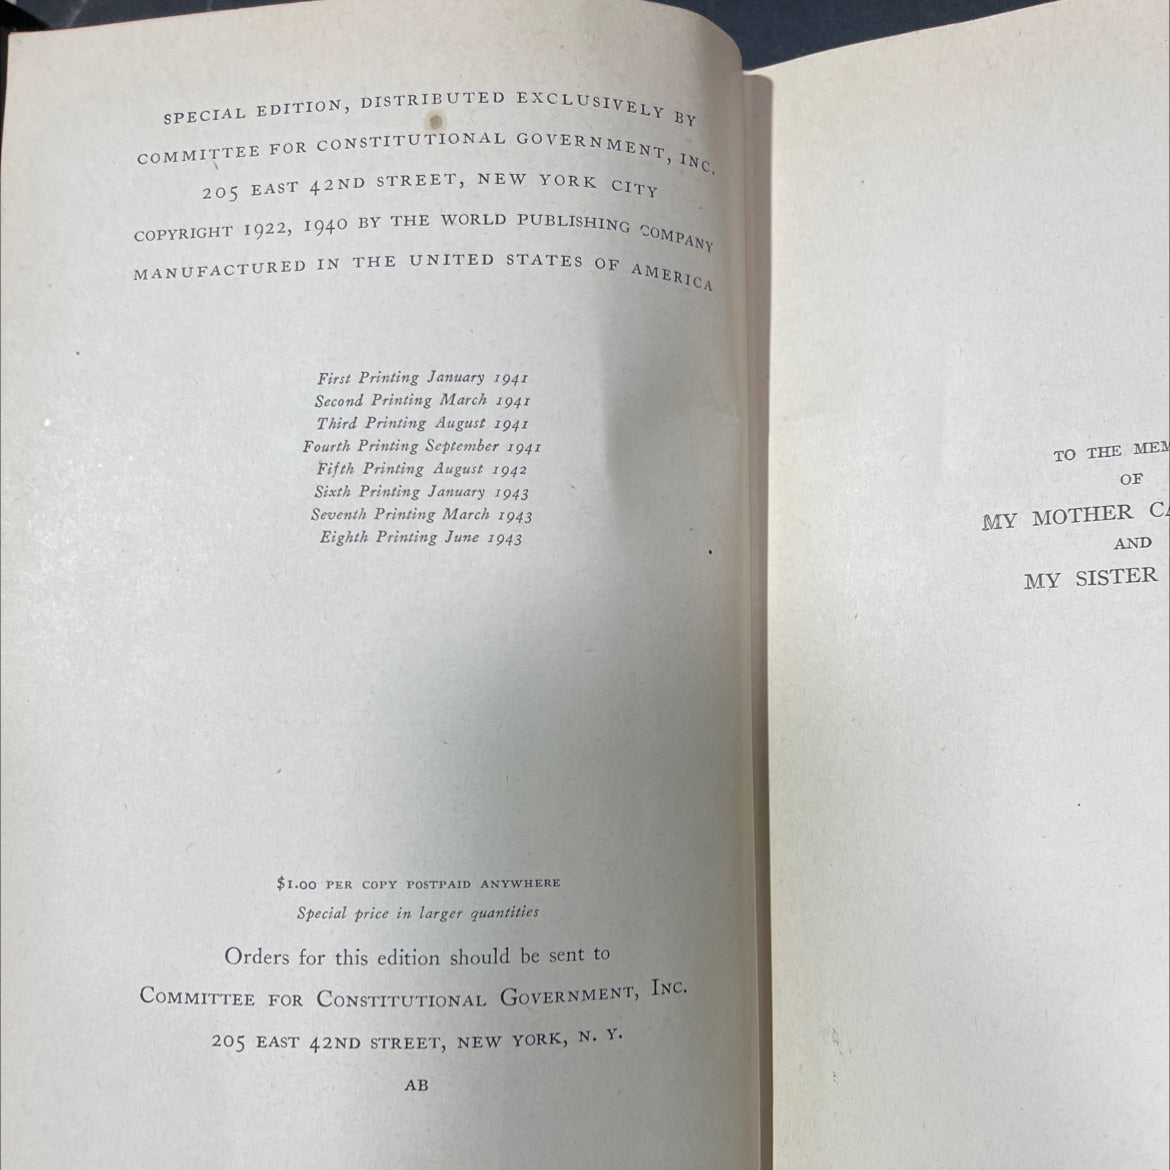 SPECIAL EDITION, DISTRIBUTED EXCLUSIVELY BY
COMMITTEE FOR CONSTITUTIONAL GOVERNMENT, INC.
205 EAST 42ND STREET, NEW YORK CITY
COPYRIGHT 1922, 1940 BY THE WORLD PUBLISHING COMPANY
MANUFACTURED IN THE UNITED STATES OF AMERICA
First Printing January 1941
Second Printing March 1941
Third Printing August 1941
Fourth Printing September 1941
Fifth Printing August 1942
Sixth Printing January 1943
Seventh Printing March 1943
Eighth Printing June 1943
$1.00 PER COPY POSTPAID ANYWHERE
Special price in larger quantities
Orders for this edition should be sent to
COMMITTEE FOR CONSTITUTIONAL GOVERNMENT, INC.
205 EAST 42ND STREET, NEW YORK, N. Y.
AB
TO THE
OF
MY MOTHER
AND
MY SISTER